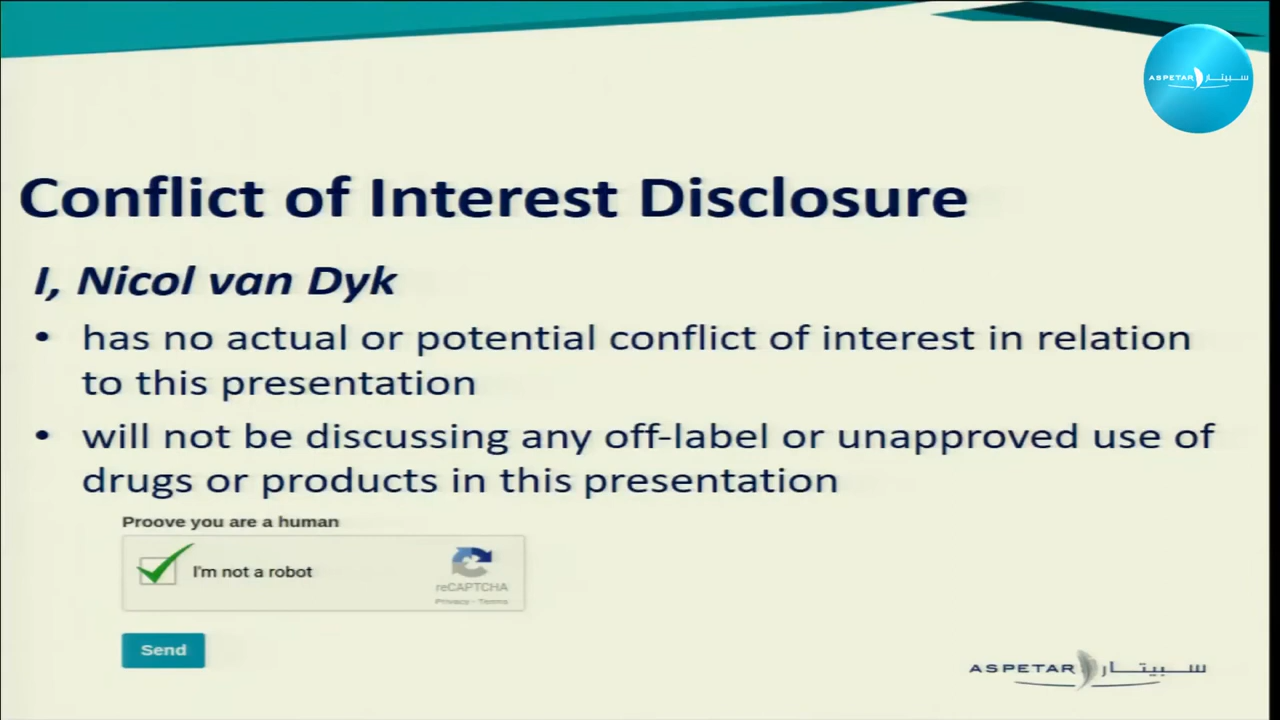 ASPETAR سبيتار
Conflict of Interest Disclosure
I, Nicol van Dyk
• has no actual or potential conflict of interest in relation
to this presentation
• will not be discussing any off-label or unapproved use of
drugs or products in this presentation
Proove you are a human
I'm not a robot
reCAPTCHA
Privacy - Terms
Send
ASPETAR سبيتار